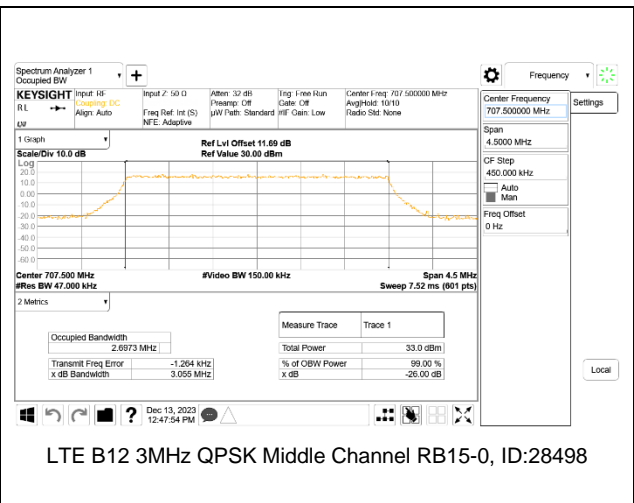 Spectrum Analyzer 1
Occupied BW
+
Frequency
KEYSIGHT
RL
Input: RF
Coupling: DC
Align: Auto
Input Z: 50 Ω
Freq Ref: Int (S)
NFE: Adaptive
Atten: 32 dB
Preamp: Off
µW Path: Standard
Trig: Free Run
Gate: Off
#IF Gain: Low
Center Freq: 707.500000 MHz
Avg|Hold: 10/10
Radio Std: None
Center Frequency
707.500000 MHz
Settings
Span
4.5000 MHz
CF Step
450.000 kHz
Auto
Man
Freq Offset
0 Hz
Local
1 Graph
Scale/Div 10.0 dB
Ref Lvl Offset 11.69 dB
Ref Value 30.00 dBm
Log
20.0
10.0
0.00
-10.0
-20.0
-30.0
-40.0
-50.0
-60.0
Center 707.500 MHz
#Res BW 47.000 kHz
#Video BW 150.00 kHz
Span 4.5 MHz
Sweep 7.52 ms (601 pts)
2 Metrics
Measure Trace Trace 1
Occupied Bandwidth
2.6973 MHz
Total Power 33.0 dBm
Transmit Freq Error -1.264 kHz
% of OBW Power 99.00 %
x dB Bandwidth 3.055 MHz
x dB -26.00 dB
?
Dec 13, 2023
12:47:54 PM
LTE B12 3MHz QPSK Middle Channel RB15-0, ID:28498